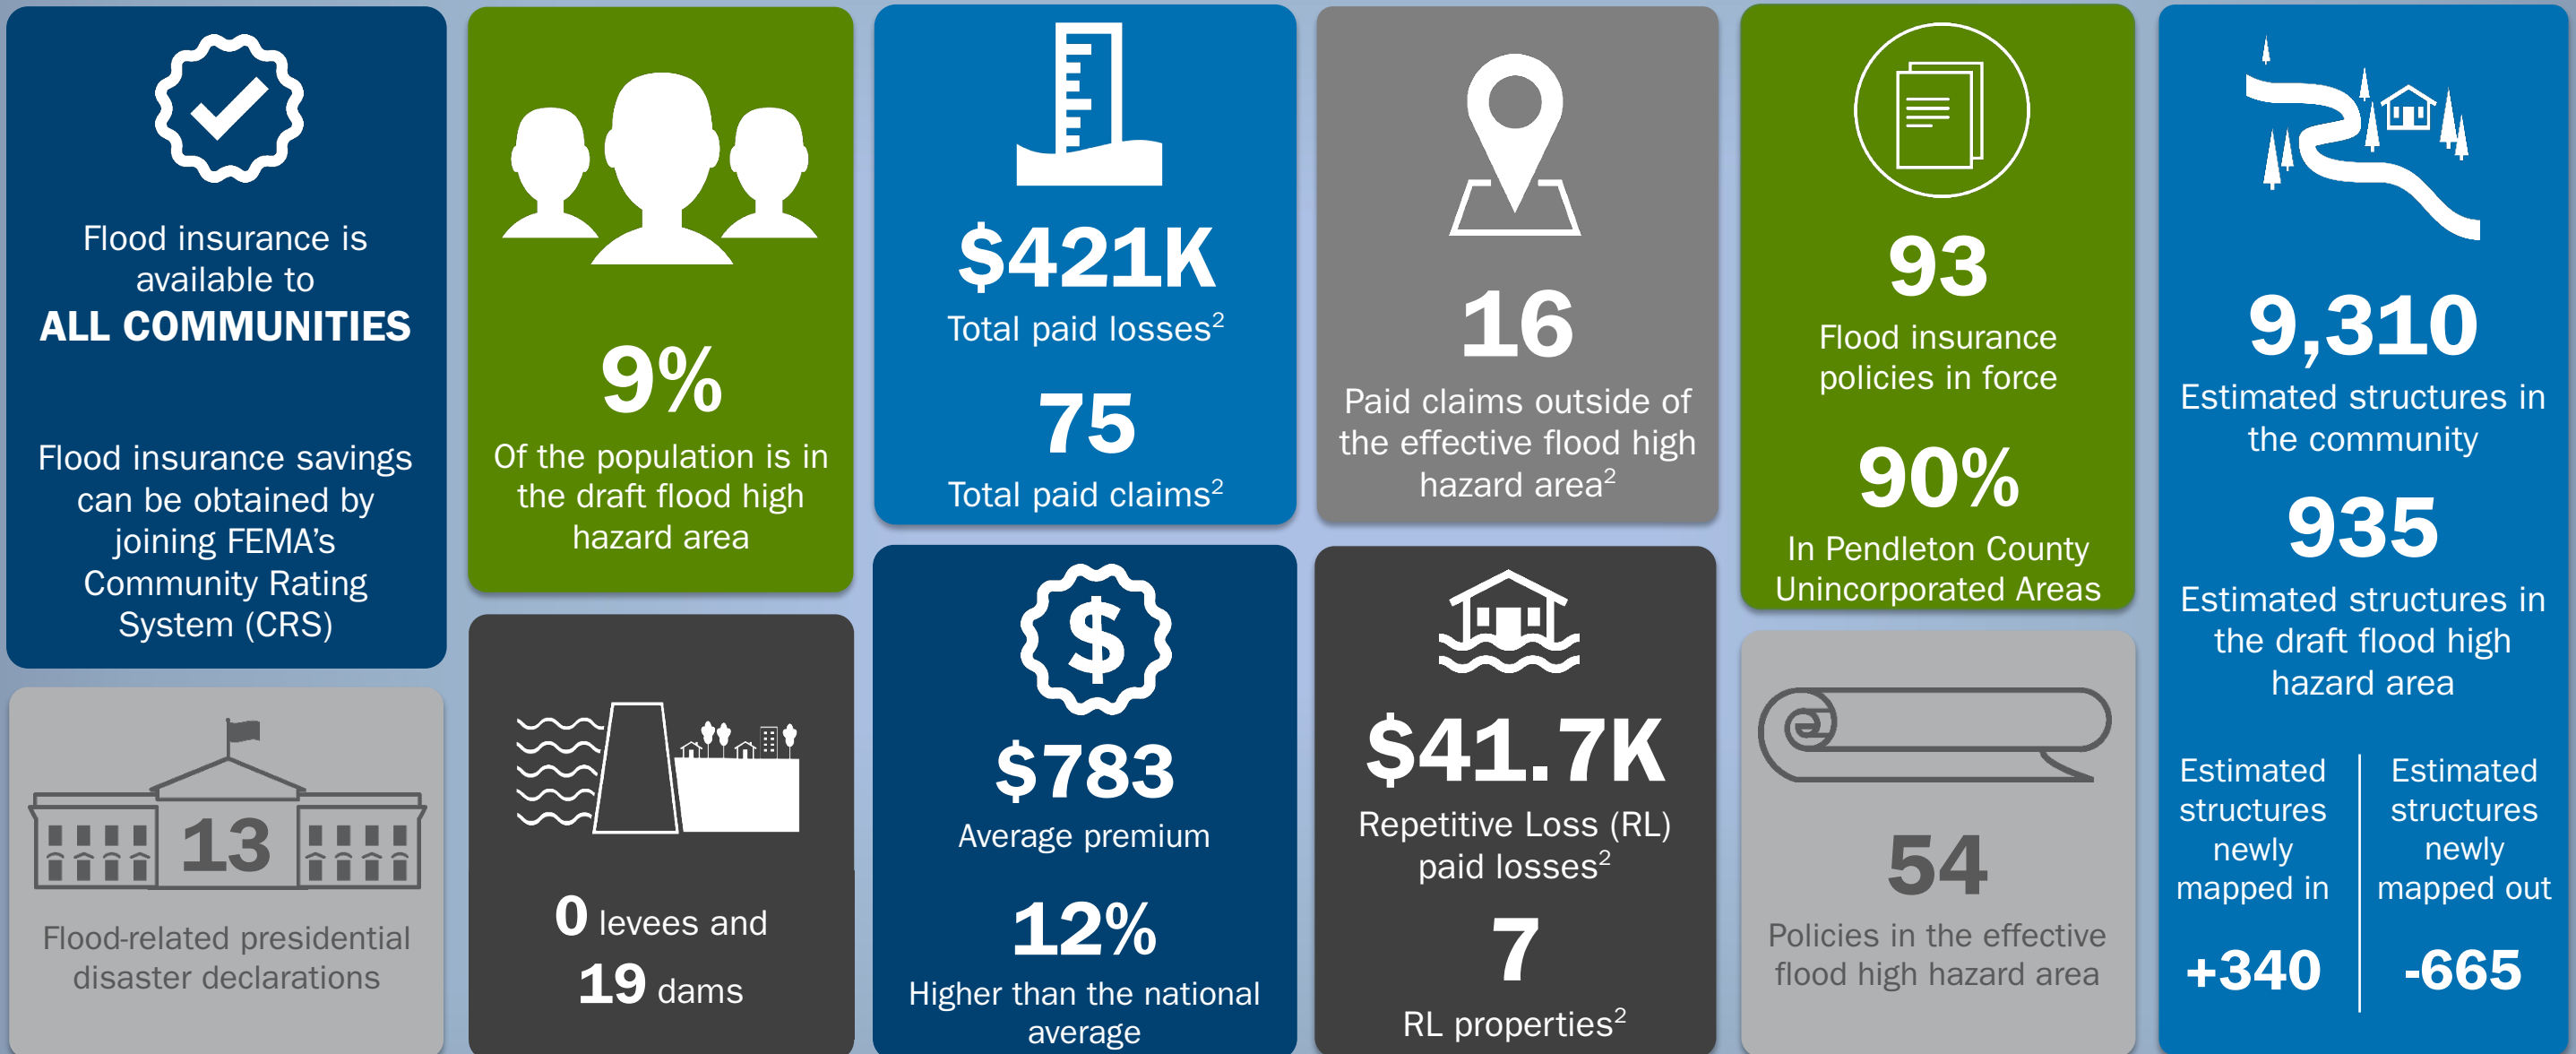 Flood insurance is
available to
ALL COMMUNITIES
Flood insurance savings
can be obtained by
joining FEMA’s
Community Rating
System (CRS)
13
Flood-related presidential
disaster declarations
9%
Of the population is in
the draft flood high
hazard area
0 levees and
19 dams
$421K
Total paid losses²
75
Total paid claims²
$
$783
Average premium
12%
Higher than the national
average
16
Paid claims outside of
the effective flood high
hazard area²
$41.7K
Repetitive Loss (RL)
paid losses²
7
RL properties²
93
Flood insurance
policies in force
90%
In Pendleton County
Unincorporated Areas
54
Policies in the effective
flood high hazard area
9,310
Estimated structures in
the community
935
Estimated structures in
the draft flood high
hazard area
Estimated
structures
newly
mapped in
+340
Estimated
structures
newly
mapped out
-665